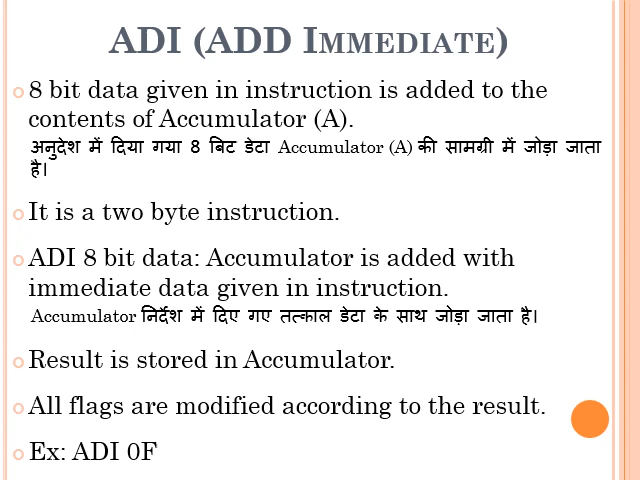 ADI (ADD IMMEDIATE)
8 bit data given in instruction is added to the
contents of Accumulator (A).
अनुदेश में दिया गया 8 बिट डेटा Accumulator (A) की सामग्री में जोड़ा जाता
है।
It is a two byte instruction.
ADI 8 bit data: Accumulator is added with
immediate data given in instruction.
Accumulator निर्देश में दिए गए तत्काल डेटा के साथ जोड़ा जाता है।
Result is stored in Accumulator.
All flags are modified according to the result.
Ex: ADI 0F